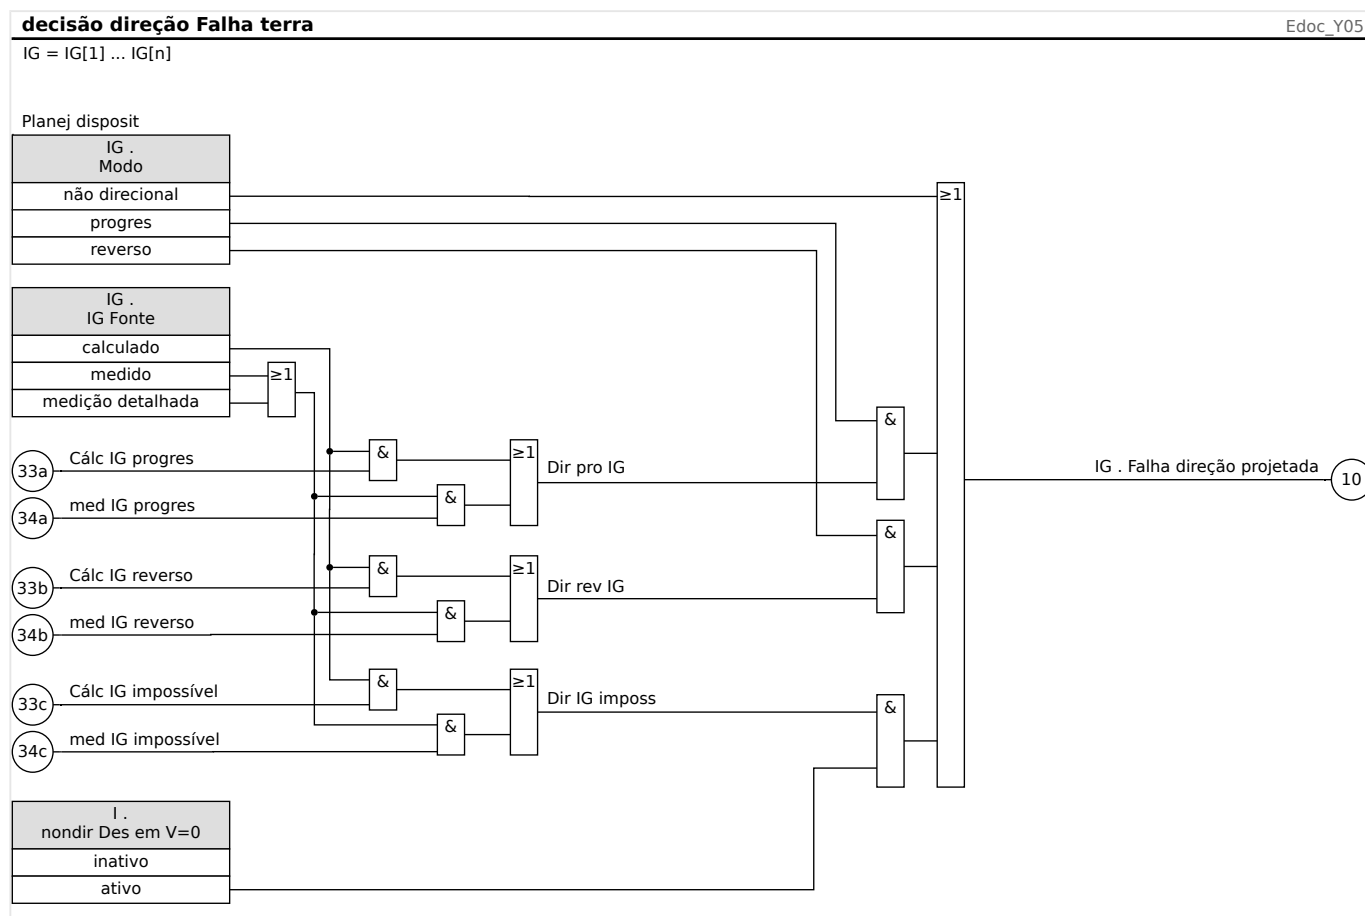 decisão direção Falha terra
Edoc_Y05
IG = IG[1] ... IG[n]
Planej disposit
IG .
Modo
não direcional
≥1
progres
reverso
IG .
IG Fonte
calculado
medido
≥1
medição detalhada
&
33a
Cálc IG progres
&
≥1
Dir pro IG
IG . Falha direção projetada
10
34a
med IG progres
&
&
33b
Cálc IG reverso
&
≥1
Dir rev IG
34b
med IG reverso
&
33c
Cálc IG impossível
&
≥1
Dir IG imposs
&
34c
med IG impossível
&
I .
nondir Des em V=0
inativo
ativo